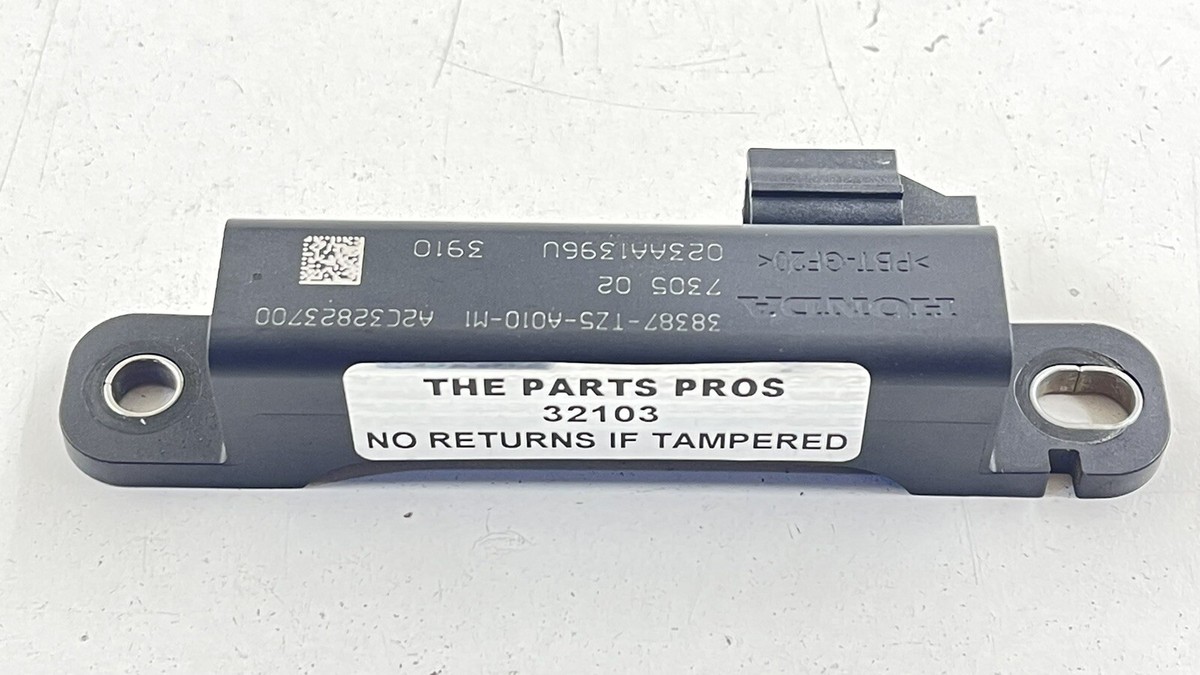 HONDA
38387-TZ5-A010-M1 A2C32823700
7305 02
>PBT-GF20<
023AA1396U 3910
THE PARTS PROS
32103
NO RETURNS IF TAMPERED